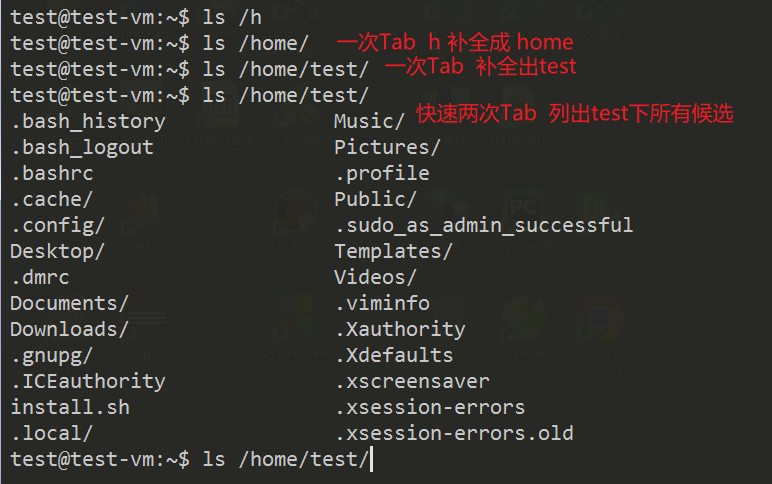 test@test-vm:~$ ls /h
test@test-vm:~$ ls /home/ 一次Tab h 补全成 home
test@test-vm:~$ ls /home/test/ 一次Tab 补全出test
test@test-vm:~$ ls /home/test/
.bash_history Music/ 快速两次Tab 列出test下所有候选
.bash_logout Pictures/
.bashrc .profile
.cache/ Public/
.config/ .sudo_as_admin_successful
Desktop/ Templates/
.dmrc Videos/
Documents/ .viminfo
Downloads/ .Xauthority
.gnupg/ .Xdefaults
.ICEauthority .xscreensaver
install.sh .xsession-errors
.local/ .xsession-errors.old
test@test-vm:~$ ls /home/test/